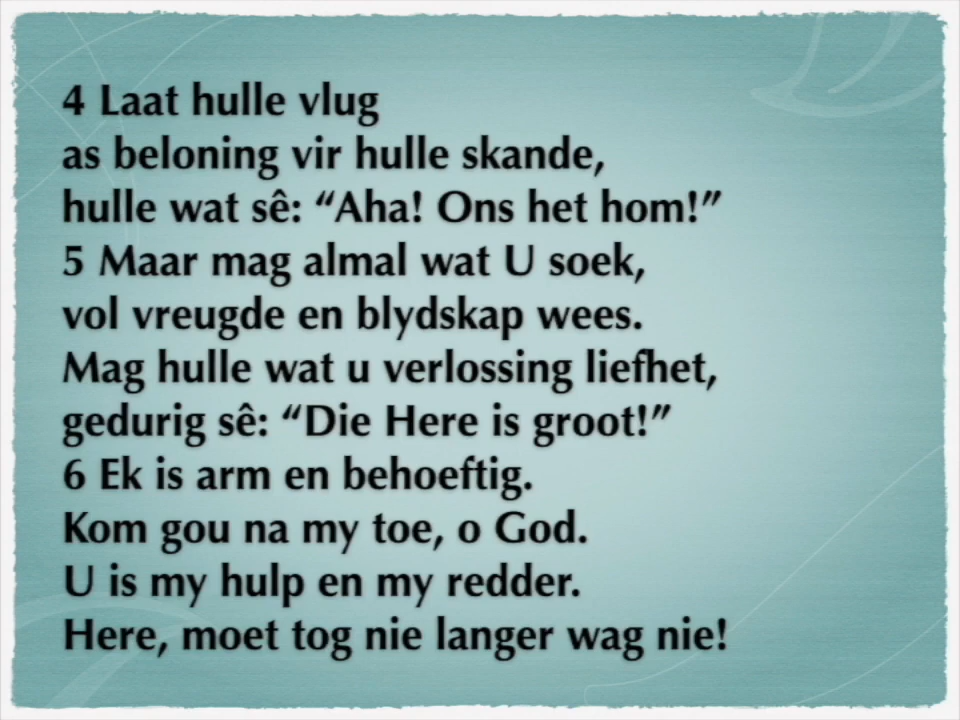 4 Laat hulle vlug
as beloning vir hulle skande,
hulle wat sê: “Aha! Ons het hom!”
5 Maar mag almal wat U soek,
vol vreugde en blydskap wees.
Mag hulle wat u verlossing liefhet,
gedurig sê: “Die Here is groot!”
6 Ek is arm en behoeftig.
Kom gou na my toe, o God.
U is my hulp en my redder.
Here, moet tog nie langer wag nie!